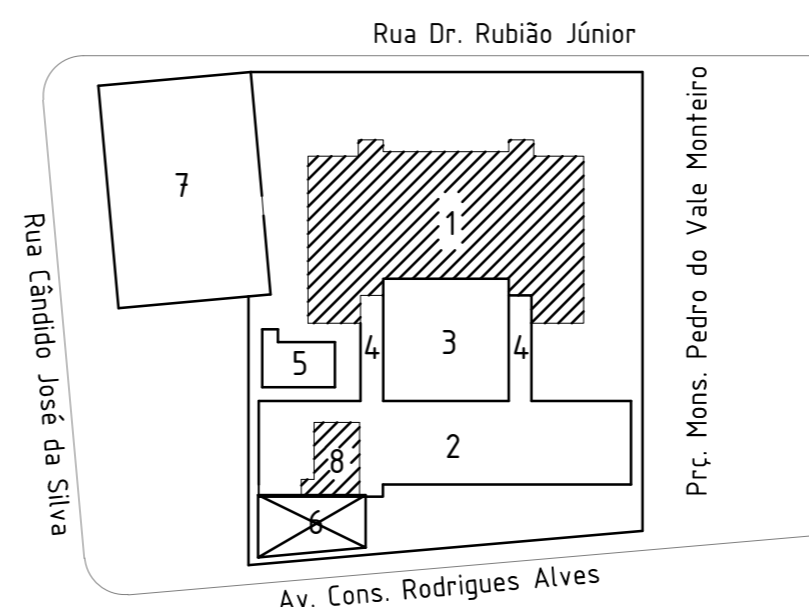 Rua Dr. Rubião Júnior
7
1
Prç. Mons. Pedro do Vale Monteiro
Rua Cândido José da Silva
5
4
3
4
8
2
6
Av. Cons. Rodrigues Alves